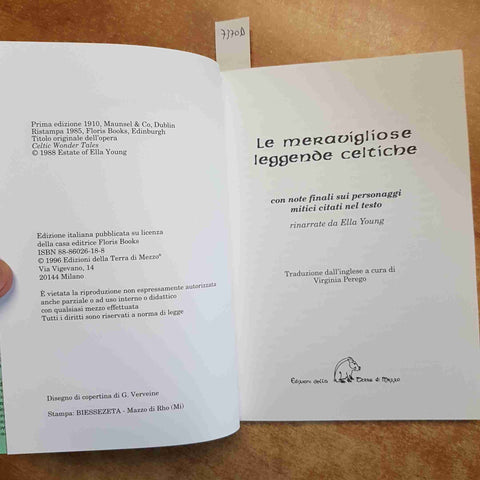 7370D
Prima edizione 1910, Maunsel & Co, Dublin
Ristampa 1985, Floris Books, Edinburgh
Titolo originale dell'opera
Celtic Wonder Tales
© 1988 Estate of Ella Young
Edizione italiana pubblicata su licenza
della casa editrice Floris Books
ISBN 88-86026-18-8
© 1996 Edizioni della Terra di Mezzo®
Via Vigevano, 14
20144 Milano
È vietata la riproduzione non espressamente autorizzata
anche parziale o ad uso interno o didattico
con qualsiasi mezzo effettuata
Tutti i diritti sono riservati a norma di legge
Disegno di copertina di G. Verveine
Stampa: BIESSEZETA - Mazzo di Rho (Mi)
Le meravigliose
leggende celtiche
con note finali sui personaggi
mitici citati nel testo
rinarrate da Ella Young
Traduzione dall'inglese a cura di
Virginia Perego
Edizioni della Terra di Mezzo